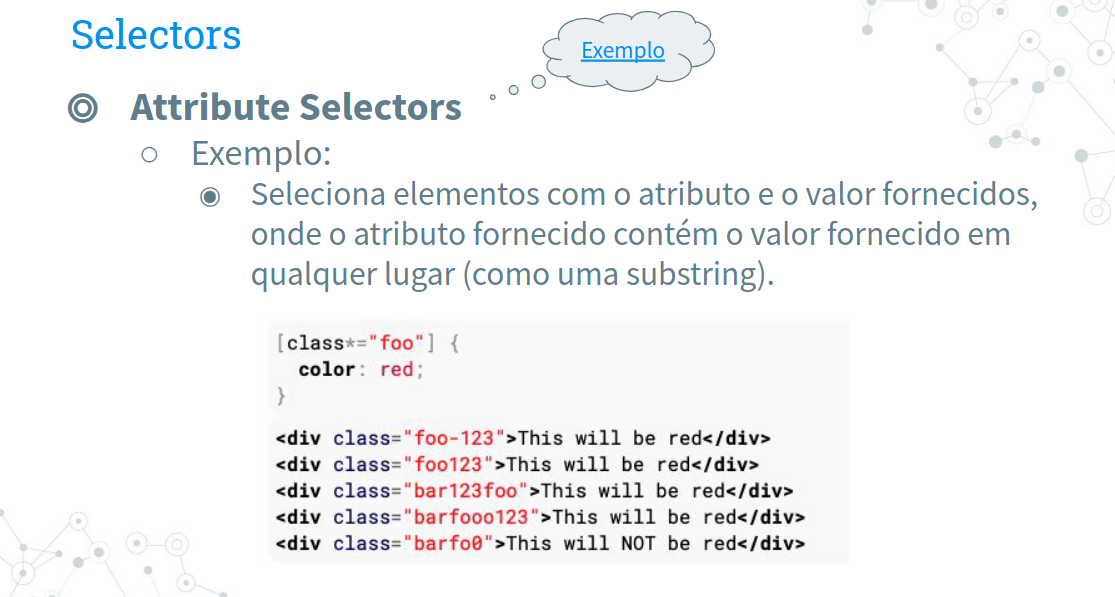 Selectors
Exemplo
Attribute Selectors
Exemplo:
Seleciona elementos com o atributo e o valor fornecidos,
onde o atributo fornecido contém o valor fornecido em
qualquer lugar (como uma substring).
[class*="foo"] {
  color: red;
}
<div class="foo-123">This will be red</div>
<div class="foo123">This will be red</div>
<div class="bar123foo">This will be red</div>
<div class="barfooo123">This will be red</div>
<div class="barfo0">This will NOT be red</div>